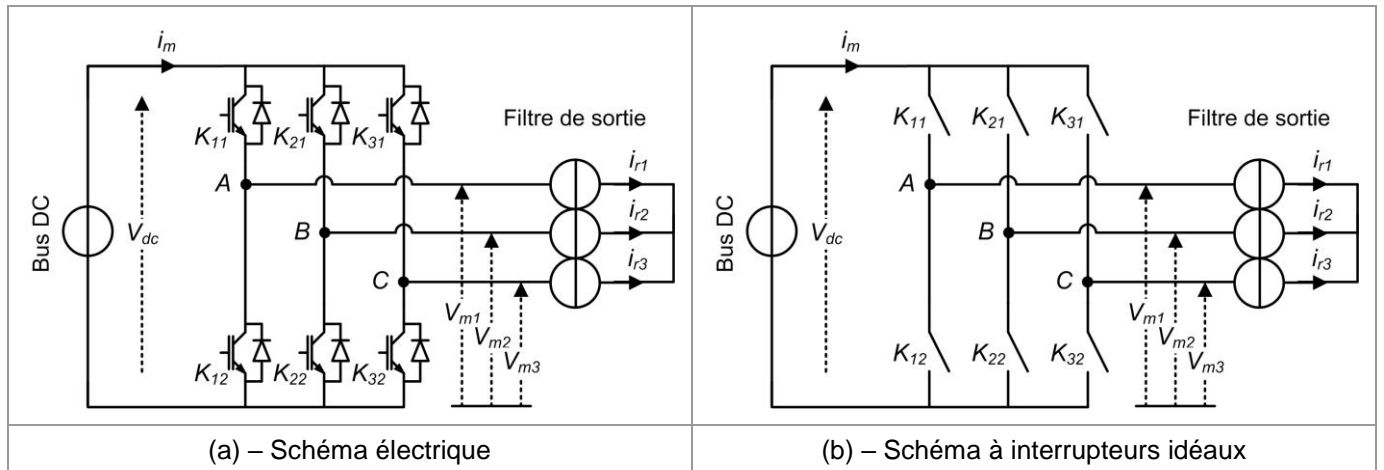 i_m
K_11
K_21
K_31
Filtre de sortie
i_r1
A
i_r2
Bus DC
V_dc
B
i_r3
C
V_m1
V_m2
V_m3
K_12
K_22
K_32
(a) – Schéma électrique
i_m
K_11
K_21
K_31
Filtre de sortie
i_r1
A
i_r2
Bus DC
V_dc
B
i_r3
C
V_m1
V_m2
V_m3
K_12
K_22
K_32
(b) – Schéma à interrupteurs idéaux